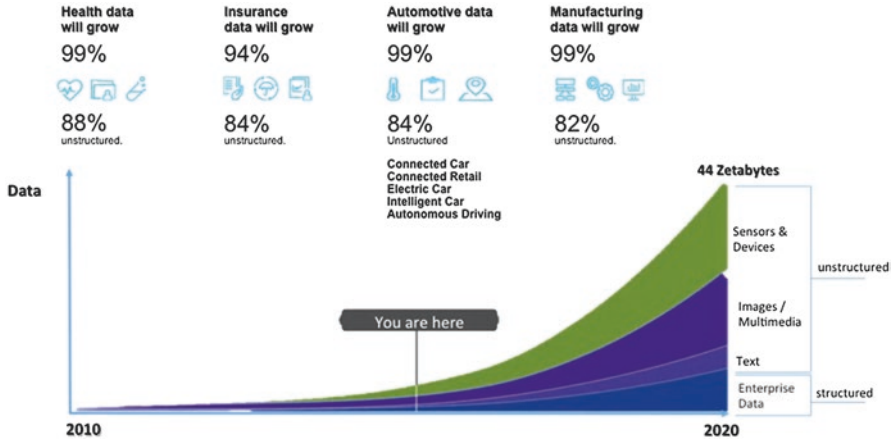 Health data
will grow
99%
88%
unstructured.
Insurance
data will grow
94%
84%
unstructured.
Automotive data
will grow
99%
84%
Unstructured
Connected Car
Connected Retail
Electric Car
Intelligent Car
Autonomous Driving
Manufacturing
data will grow
99%
82%
unstructured.
Data
44 Zetabytes
Sensors &
Devices
unstructured
Images /
Multimedia
You are here
Text
Enterprise
Data
structured
2010
2020